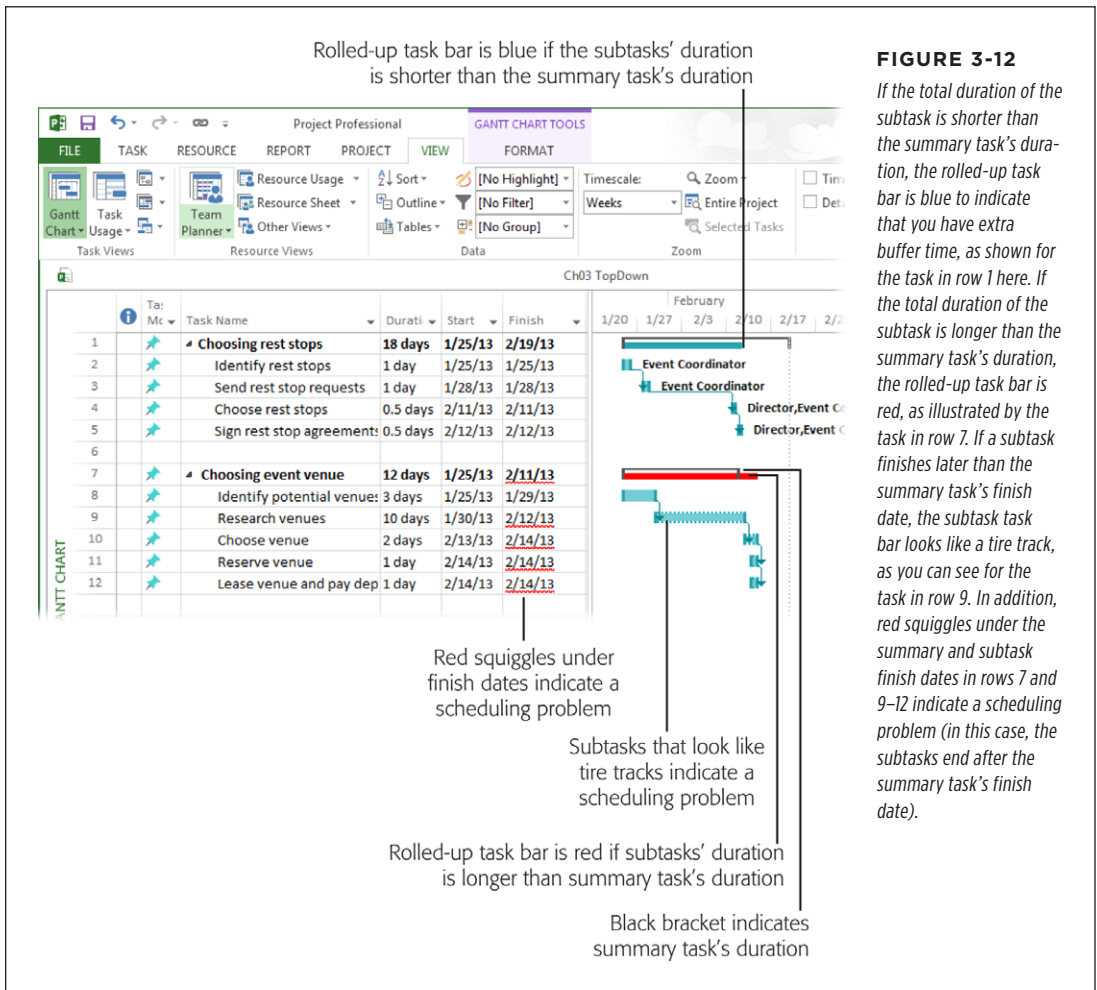 Rolled-up task bar is blue if the subtasks' duration
is shorter than the summary task's duration
Project Professional
GANTT CHART TOOLS
FILE TASK RESOURCE REPORT PROJECT VIEW FORMAT
Gantt
Chart
Task
Usage
Task Views
Team
Planner
Resource Usage
Resource Sheet
Other Views
Resource Views
Sort
Outline
Tables
[No Highlight]
[No Filter]
[No Group]
Data
Timescale:
Weeks
Zoom
Entire Project
Selected Tasks
Zoom
Ch03 TopDown
Task Name Start Finish
February
1/20 1/27 2/3 2/10 2/17
1 Choosing rest stops 18 days 1/25/13 2/19/13
2 Identify rest stops 1 day 1/25/13 1/25/13 Event Coordinator
3 Send rest stop requests 1 day 1/28/13 1/28/13 Event Coordinator
4 Choose rest stops 0.5 days 2/11/13 2/11/13 Director,Event
5 Sign rest stop agreements 0.5 days 2/12/13 2/12/13 Director,Event
6
7 Choosing event venue 12 days 1/25/13 2/11/13
8 Identify potential venues 3 days 1/25/13 1/29/13
9 Research venues 10 days 1/30/13 2/12/13
10 Choose venue 2 days 2/13/13 2/14/13
11 Reserve venue 1 day 2/14/13 2/14/13
12 Lease venue and pay dep 1 day 2/14/13 2/14/13
ANTT CHART
Red squiggles under
finish dates indicate a
scheduling problem
Subtasks that look like
tire tracks indicate a
scheduling problem
Rolled-up task bar is red if subtasks' duration
is longer than summary task's duration
Black bracket indicates
summary task's duration
FIGURE 3-12
If the total duration of the
subtask is shorter than
the summary task's dura-
tion, the rolled-up task
bar is blue to indicate
that you have extra
buffer time, as shown for
the task in row 1 here. If
the total duration of the
subtask is longer than the
summary task's duration,
the rolled-up task bar is
red, as illustrated by the
task in row 7. If a subtask
finishes later than the
summary task's finish
date, the subtask task
bar looks like a tire track,
as you can see for the
task in row 9. In addition,
red squiggles under the
summary and subtask
finish dates in rows 7 and
9–12 indicate a scheduling
problem (in this case, the
subtasks end after the
summary task's finish
date).